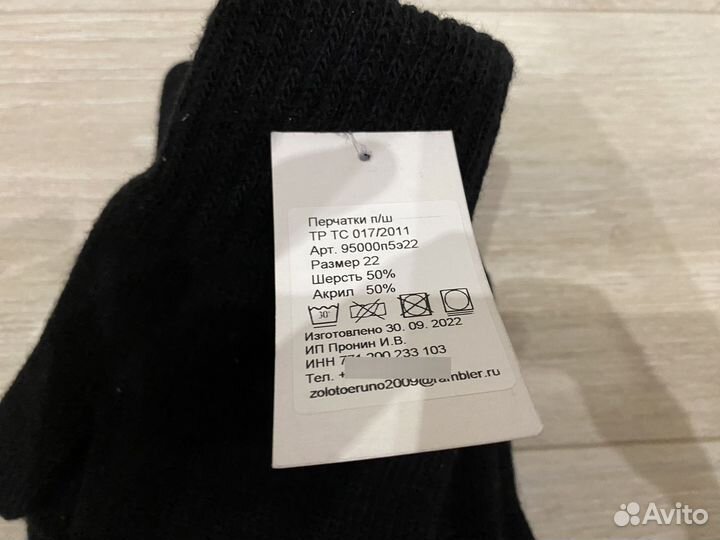 Перчатки п/ш
ТР ТС 017/2011
Арт. 95000п5э22
Размер 22
Шерсть 50%
Акрил 50%
30°
Изготовлено 30. 09. 2022
ИП Пронин И.В.
ИНН 771 200 233 103
Тел. +
zolotoeruno2009@rambler.ru
Avito